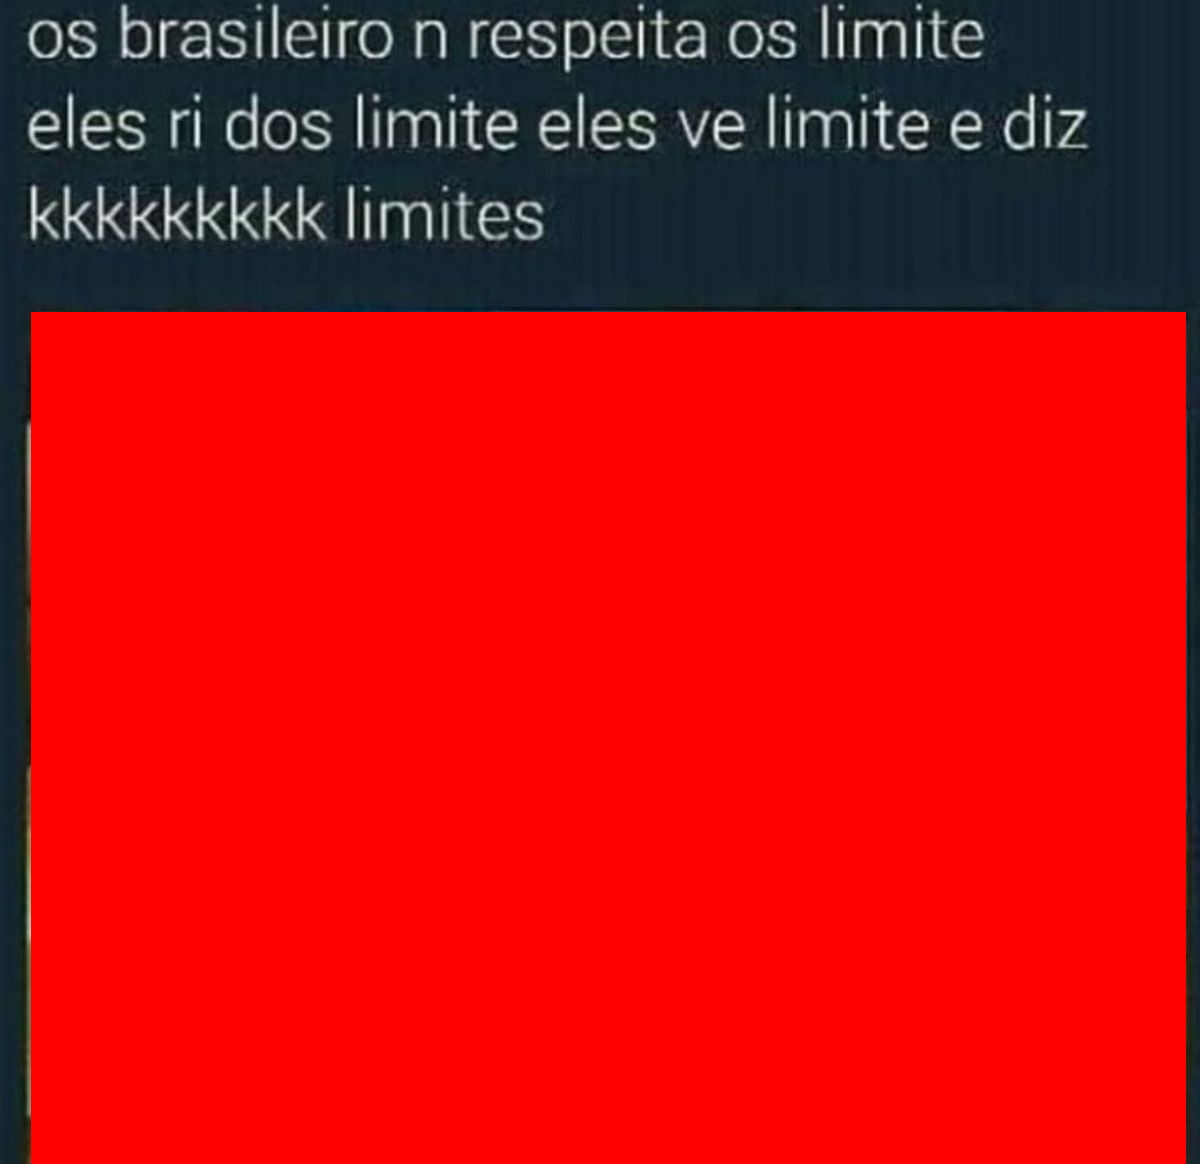 os brasileiro n respeita os limite
eles ri dos limite eles ve limite e diz
kkkkkkkkk limites